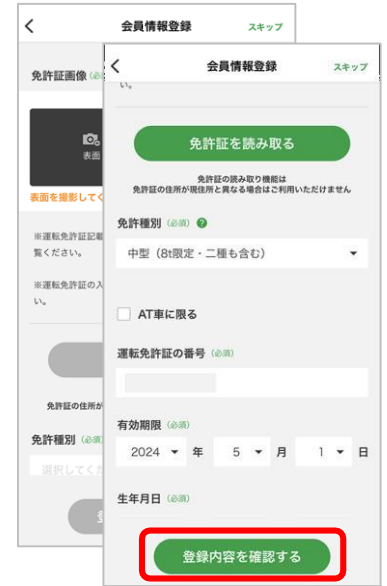 会員情報登録
スキップ
免許証画像
表面
表面を撮影してく
※運転免許証記載
覧ください。
※運転免許証の入
い。
免許証の住所が
免許種別（必須）
選択してくだ
会員情報登録
スキップ
い。
免許証を読み取る
免許証の読み取り機能は
免許証の住所が現住所と異なる場合はご利用いただけません
免許種別（必須）?
中型（8t限定・二種も含む）
AT車に限る
運転免許証の番号（必須）
有効期限（必須）
2024 年 5 月 1 日
生年月日（必須）
登録内容を確認する